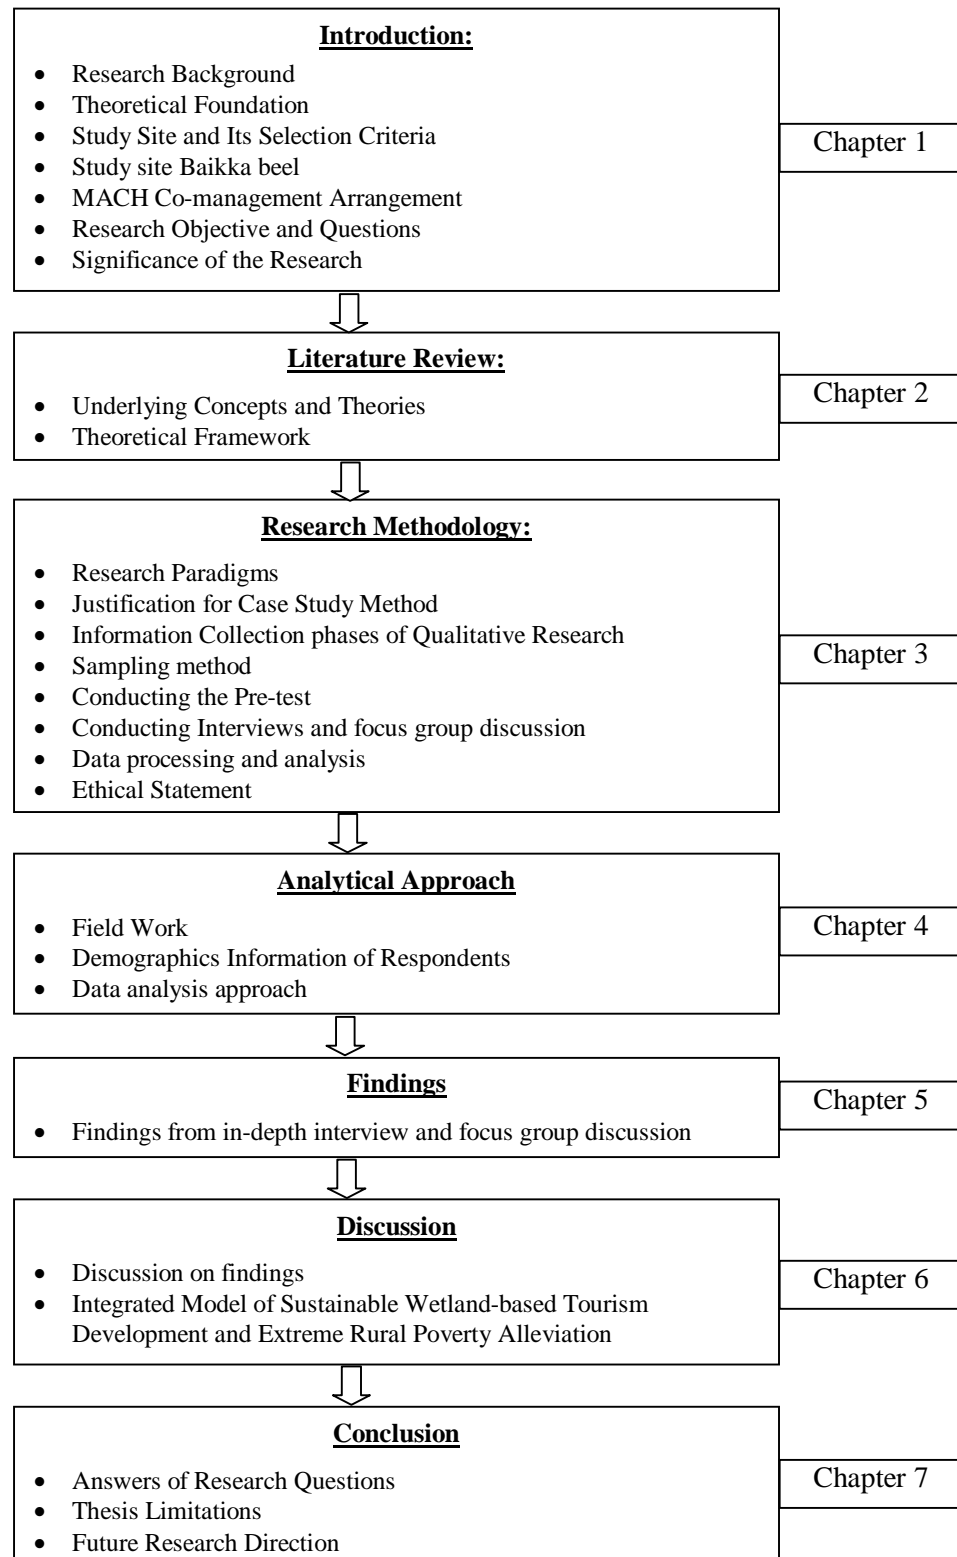 Introduction:
• Research Background
• Theoretical Foundation
• Study Site and Its Selection Criteria
• Study site Baikka beel
• MACH Co-management Arrangement
• Research Objective and Questions
• Significance of the Research
Chapter 1
Literature Review:
• Underlying Concepts and Theories
• Theoretical Framework
Chapter 2
Research Methodology:
• Research Paradigms
• Justification for Case Study Method
• Information Collection phases of Qualitative Research
• Sampling method
• Conducting the Pre-test
• Conducting Interviews and focus group discussion
• Data processing and analysis
• Ethical Statement
Chapter 3
Analytical Approach
• Field Work
• Demographics Information of Respondents
• Data analysis approach
Chapter 4
Findings
• Findings from in-depth interview and focus group discussion
Chapter 5
Discussion
• Discussion on findings
• Integrated Model of Sustainable Wetland-based Tourism
Development and Extreme Rural Poverty Alleviation
Chapter 6
Conclusion
• Answers of Research Questions
• Thesis Limitations
• Future Research Direction
Chapter 7